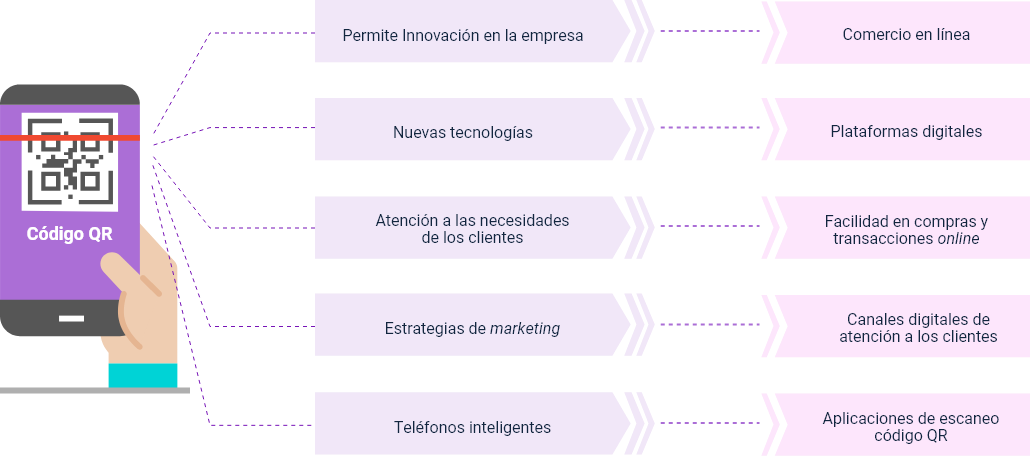 Permite Innovación en la empresa
Comercio en línea
Nuevas tecnologías
Plataformas digitales
Código QR
Atención a las necesidades
de los clientes
Facilidad en compras y
transacciones online
Estrategias de marketing
Canales digitales de
atención a los clientes
Teléfonos inteligentes
Aplicaciones de escaneo
código QR